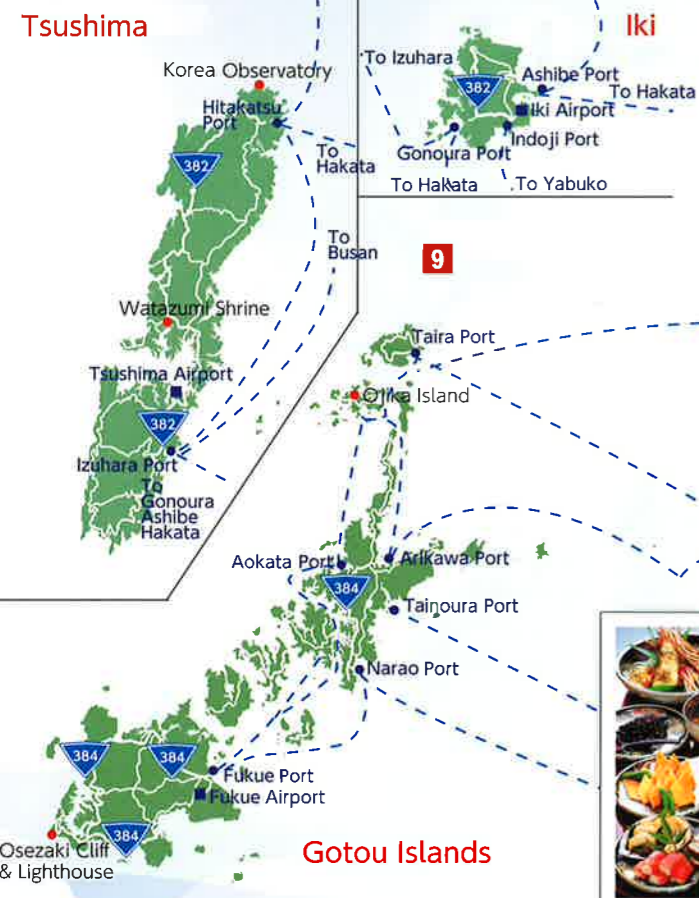 Tsushima
Korea Observatory
Hitakatsu
Port
382
To
Hakata
To
Busan
Watazumi Shrine
Tsushima Airport
382
Izuhara Port
To
Gonoura
Ashibe
Hakata
Iki
To Izuhara
382
Ashibe Port
To Hakata
Iki Airport
Indoji Port
Gonoura Port
To Hakata
To Yabuko
9
Taira Port
Ojika Island
Aokata Port
Arikawa Port
384
Tainoura Port
Narao Port
384
384
Fukue Port
Fukue Airport
384
Osezaki Cliff
& Lighthouse
Gotou Islands